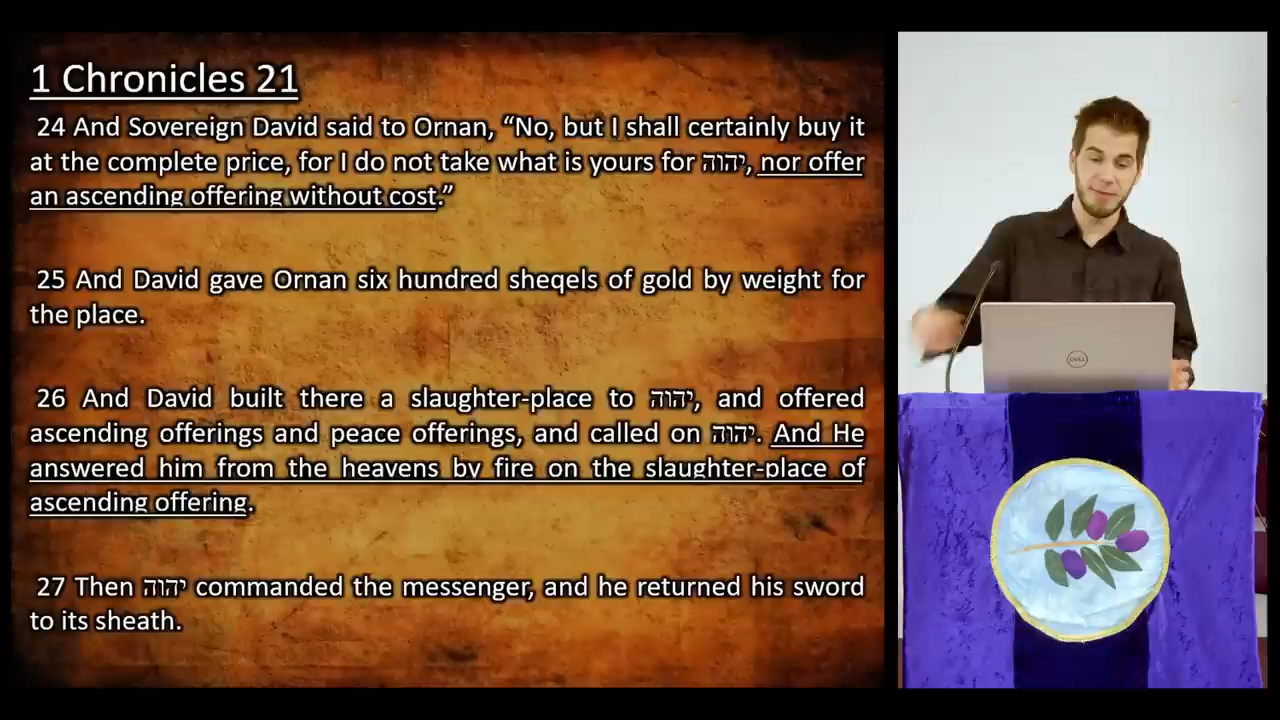 1 Chronicles 21
24 And Sovereign David said to Ornan, “No, but I shall certainly buy it
at the complete price, for I do not take what is yours for יהוה, nor offer
an ascending offering without cost.”
25 And David gave Ornan six hundred sheqels of gold by weight for
the place.
26 And David built there a slaughter-place to יהוה, and offered
ascending offerings and peace offerings, and called on יהוה. And He
answered him from the heavens by fire on the slaughter-place of
ascending offering.
27 Then יהוה commanded the messenger, and he returned his sword
to its sheath.
DELL